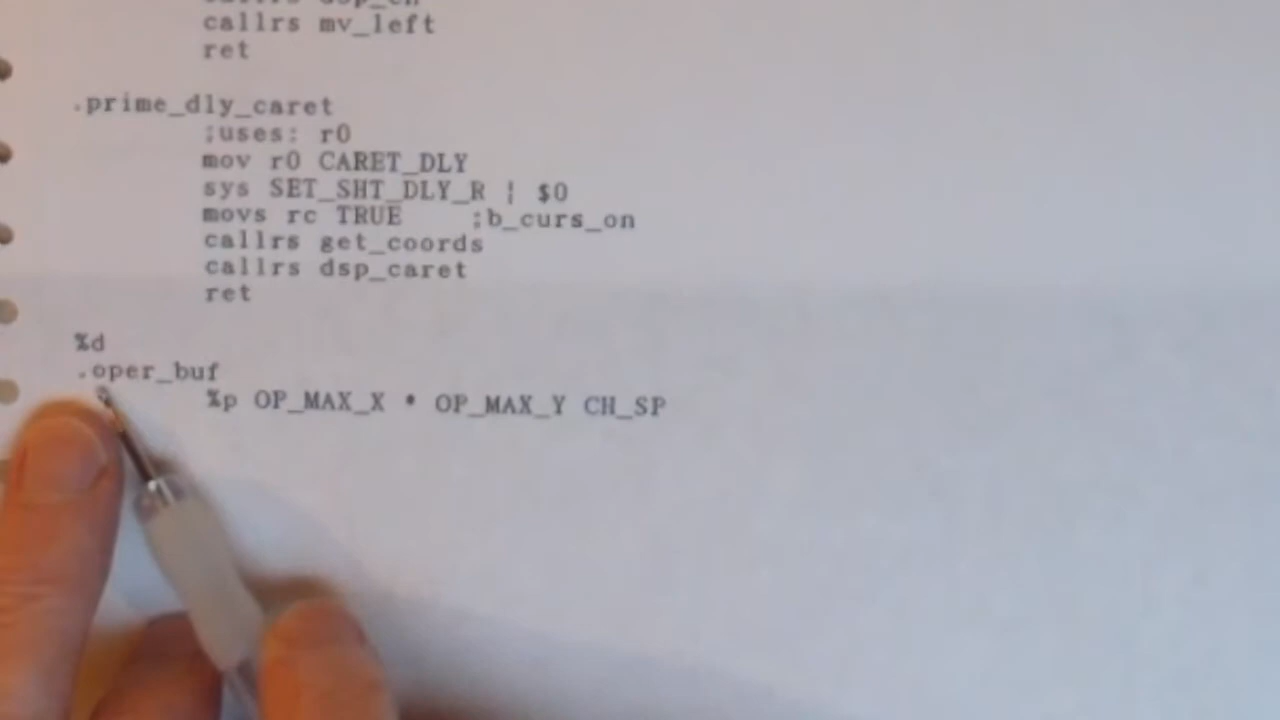 callrs mv_left
ret
.prime_dly_caret
;uses: r0
mov r0 CARET_DLY
sys SET_SHT_DLY_R | $0
movs rc TRUE ;b_curs_on
callrs get_coords
callrs dsp_caret
ret
%d
.oper_buf
%p OP_MAX_X * OP_MAX_Y CH_SP